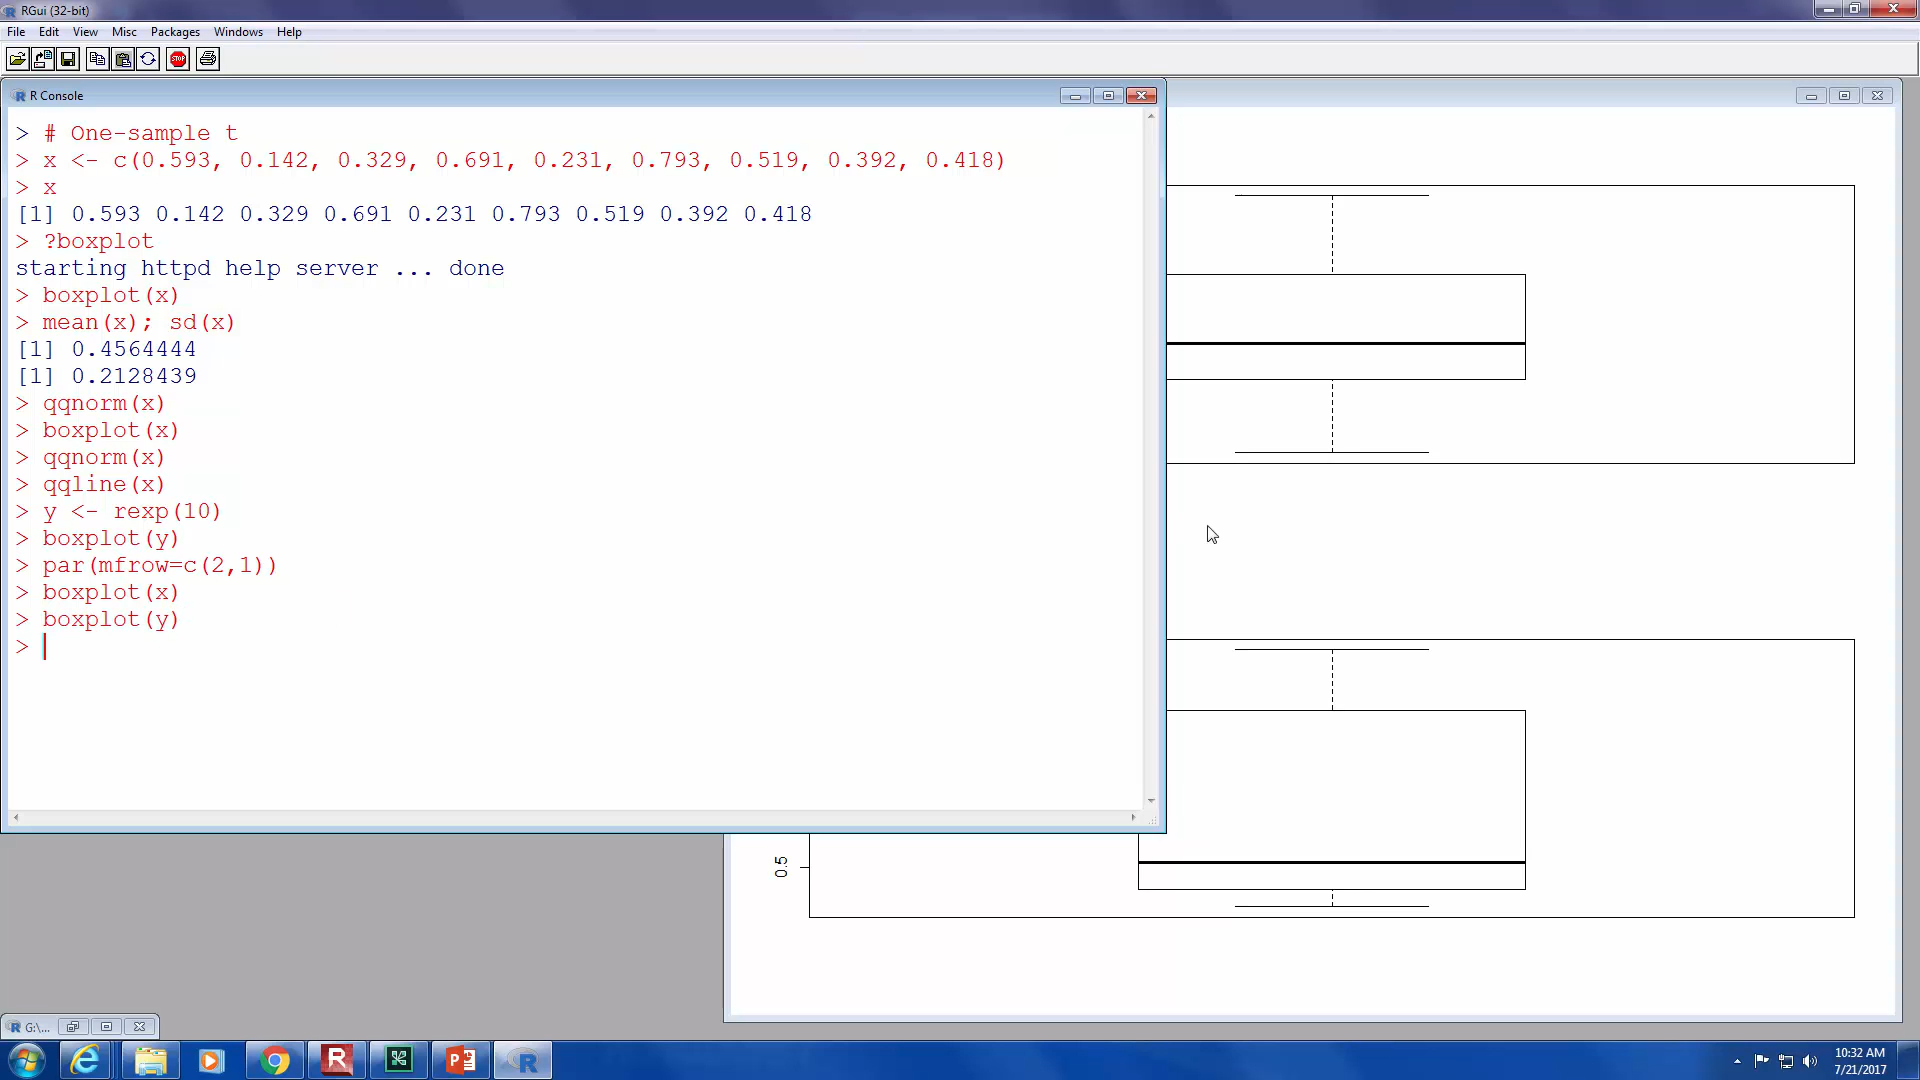 RGui (32-bit)
File Edit View Misc Packages Windows Help
STOP
R Console
> # One-sample t
> x <- c(0.593, 0.142, 0.329, 0.691, 0.231, 0.793, 0.519, 0.392, 0.418)
> x
[1] 0.593 0.142 0.329 0.691 0.231 0.793 0.519 0.392 0.418
> ?boxplot
starting httpd help server ... done
> boxplot(x)
> mean(x); sd(x)
[1] 0.4564444
[1] 0.2128439
> qqnorm(x)
> boxplot(x)
> qqnorm(x)
> qqline(x)
> y <- rexp(10)
> boxplot(y)
> par(mfrow=c(2,1))
> boxplot(x)
> boxplot(y)
>
0.5
G:\...
10:32 AM
7/21/2017